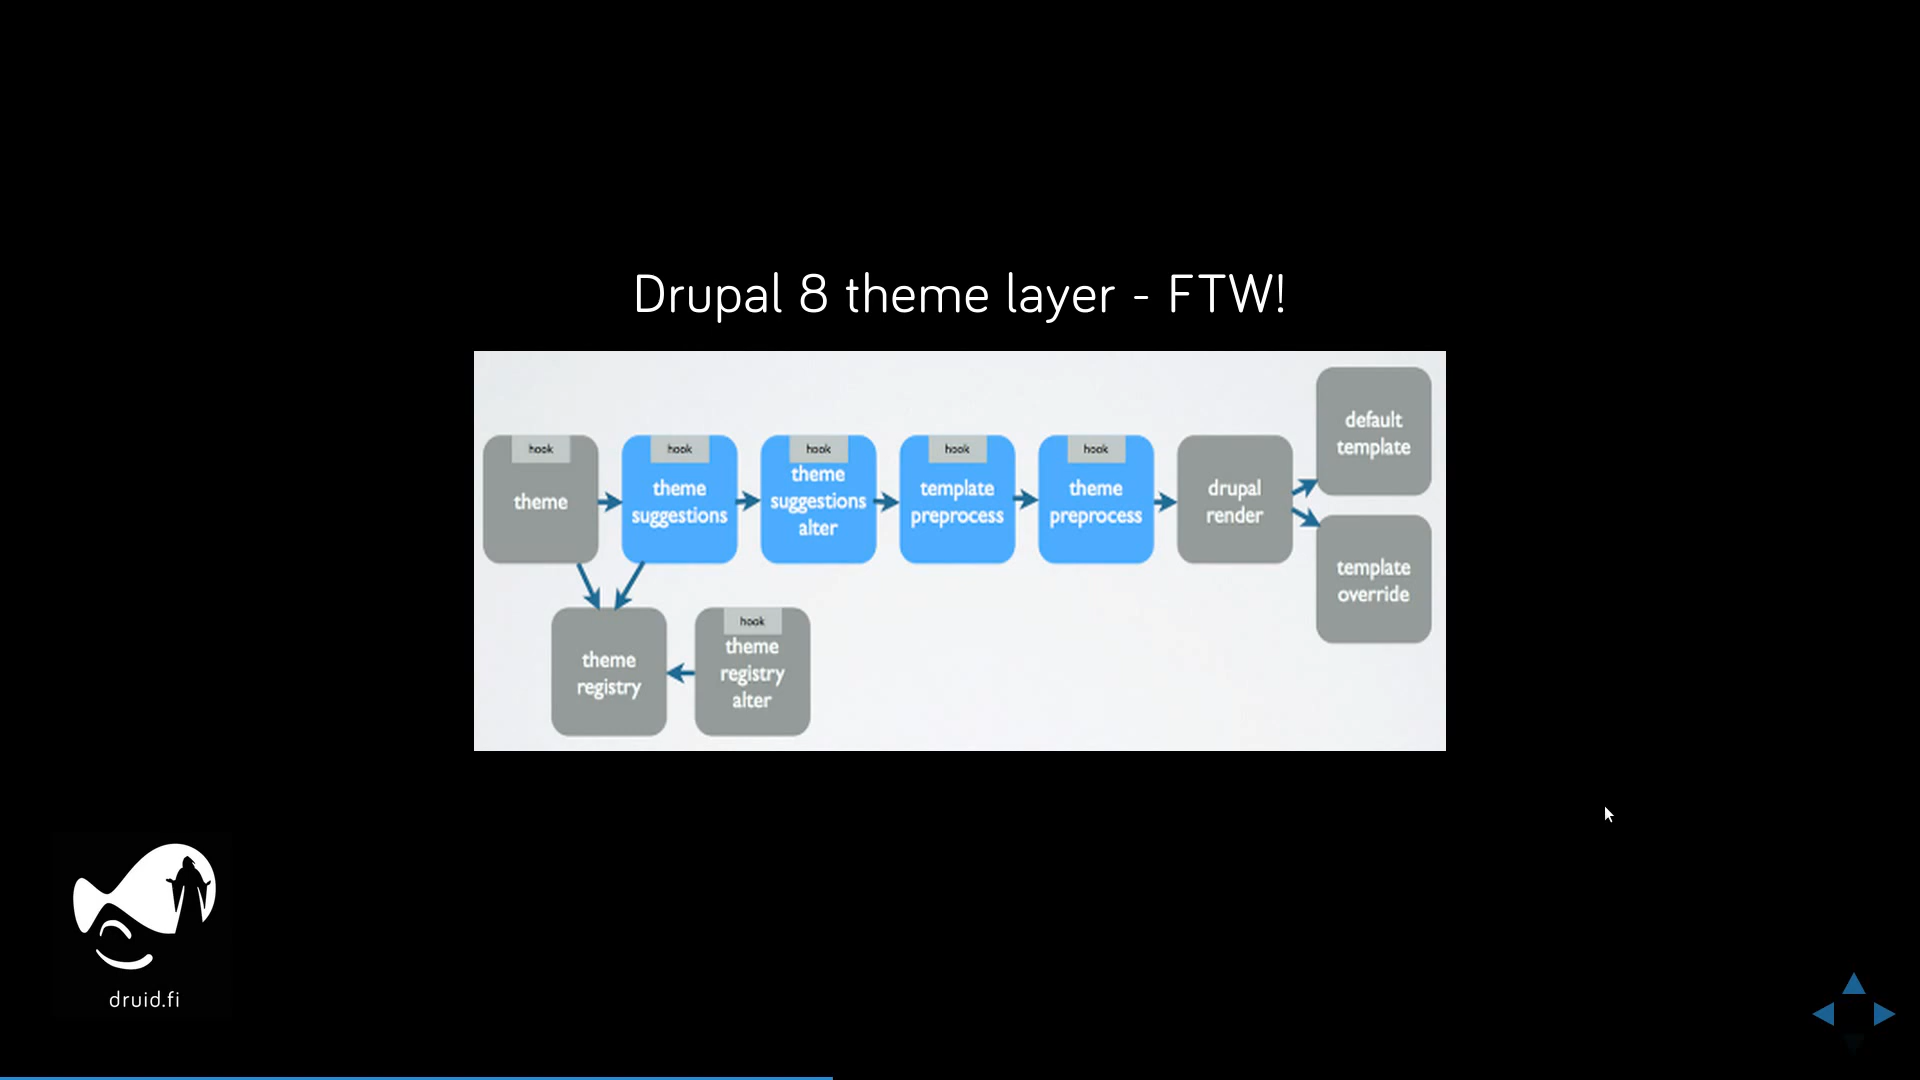 Drupal 8 theme layer - FTW!
hook
theme
hook
theme
suggestions
hook
theme
suggestions
alter
hook
template
preprocess
hook
theme
preprocess
drupal
render
default
template
template
override
theme
registry
hook
theme
registry
alter
druid.fi